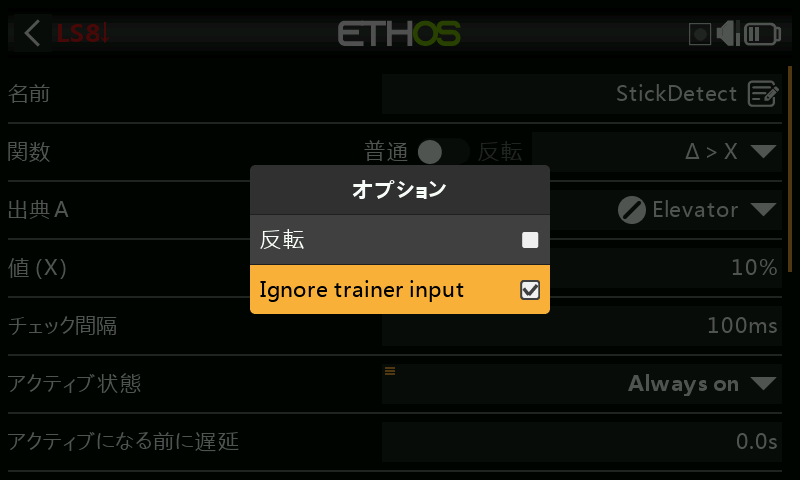 LS8
ETHOS
名前 StickDetect
関数 普通 反転 Δ > X
オプション
出典 A Elevator
反転
値 (X) 10%
Ignore trainer input
チェック間隔 100ms
アクティブ状態 Always on
アクティブになる前に遅延 0.0s